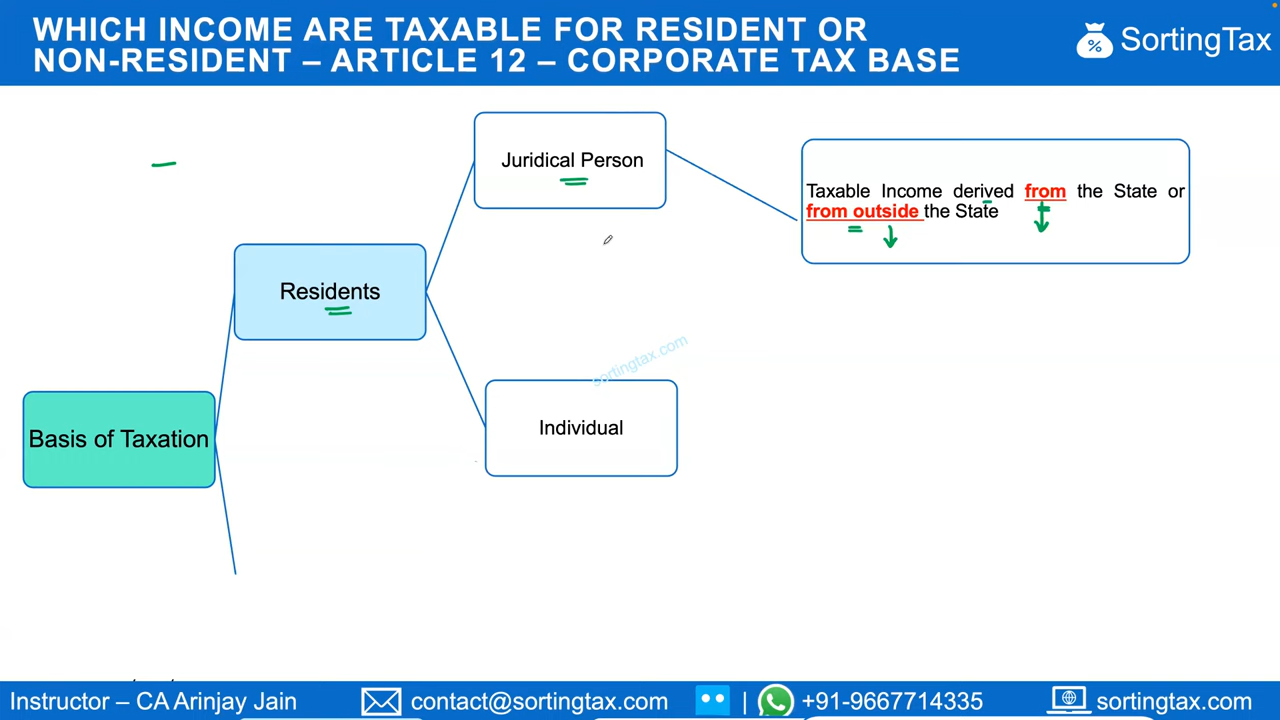 WHICH INCOME ARE TAXABLE FOR RESIDENT OR
NON-RESIDENT – ARTICLE 12 – CORPORATE TAX BASE
SortingTax
Juridical Person
Taxable Income derived from the State or
from outside the State
Residents
sortingtax.com
Individual
Basis of Taxation
Instructor – CA Arinjay Jain
contact@sortingtax.com
|
+91-9667714335
sortingtax.com